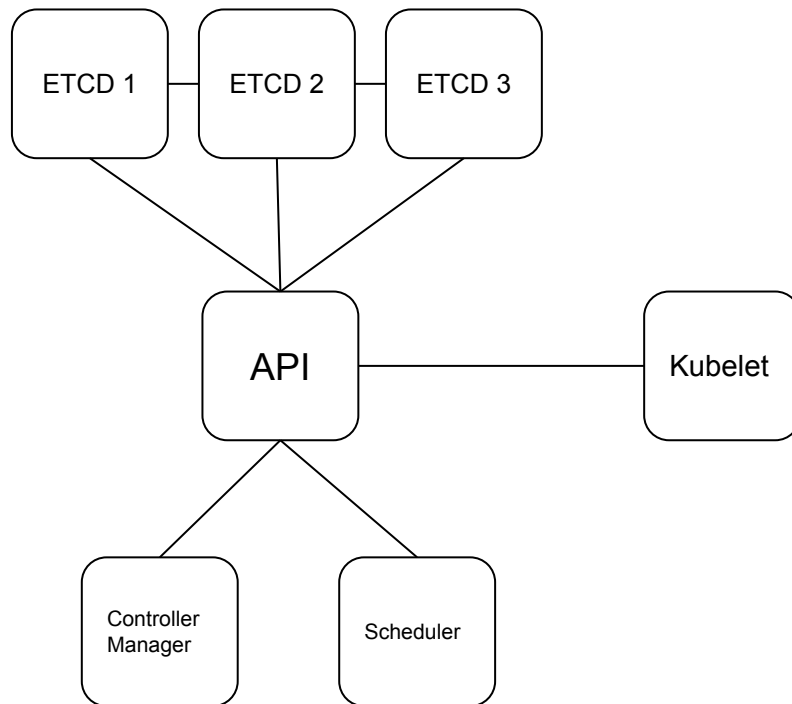 ETCD 1
ETCD 2
ETCD 3
API
Kubelet
Controller
Manager
Scheduler